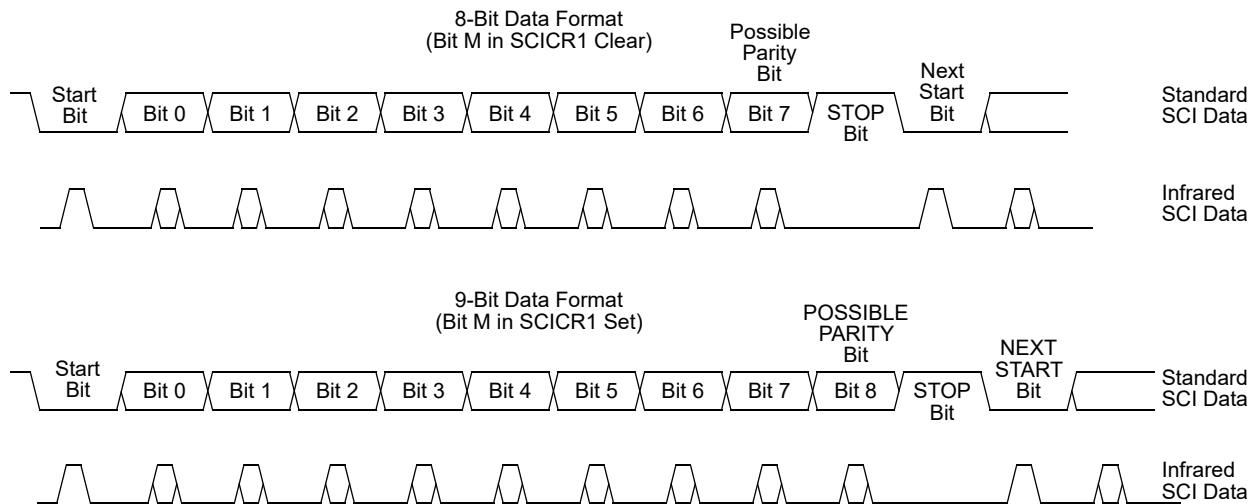 8-Bit Data Format
(Bit M in SCICR1 Clear)
Possible
Parity
Bit
Start
Bit
Bit 0
Bit 1
Bit 2
Bit 3
Bit 4
Bit 5
Bit 6
Bit 7
STOP
Bit
Next
Start
Bit
Standard
SCI Data
Infrared
SCI Data
9-Bit Data Format
(Bit M in SCICR1 Set)
POSSIBLE
PARITY
Bit
Start
Bit
Bit 0
Bit 1
Bit 2
Bit 3
Bit 4
Bit 5
Bit 6
Bit 7
Bit 8
STOP
Bit
NEXT
START
Bit
Standard
SCI Data
Infrared
SCI Data